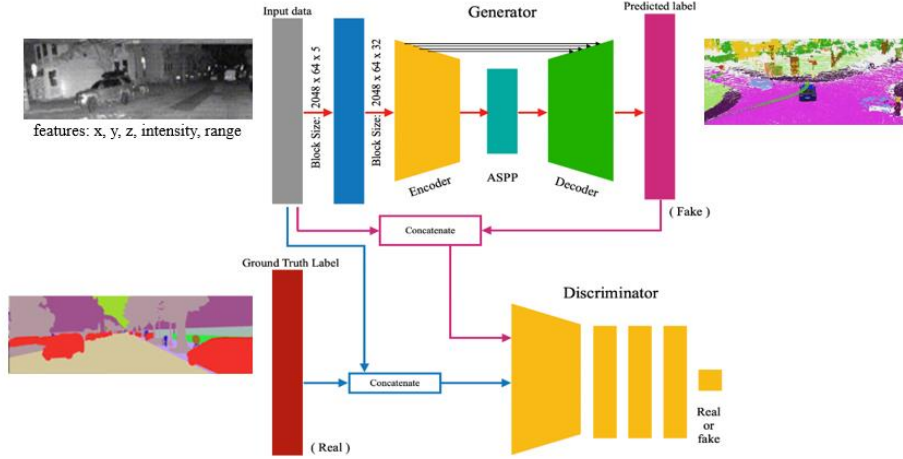 Input data
Generator
Predicted label
features: x, y, z, intensity, range
Block Size: 2048 x 64 x 5
Block Size: 2048 x 64 x 32
Encoder
ASPP
Decoder
( Fake )
Concatenate
Ground Truth Label
Discriminator
Concatenate
( Real )
Real
or
fake